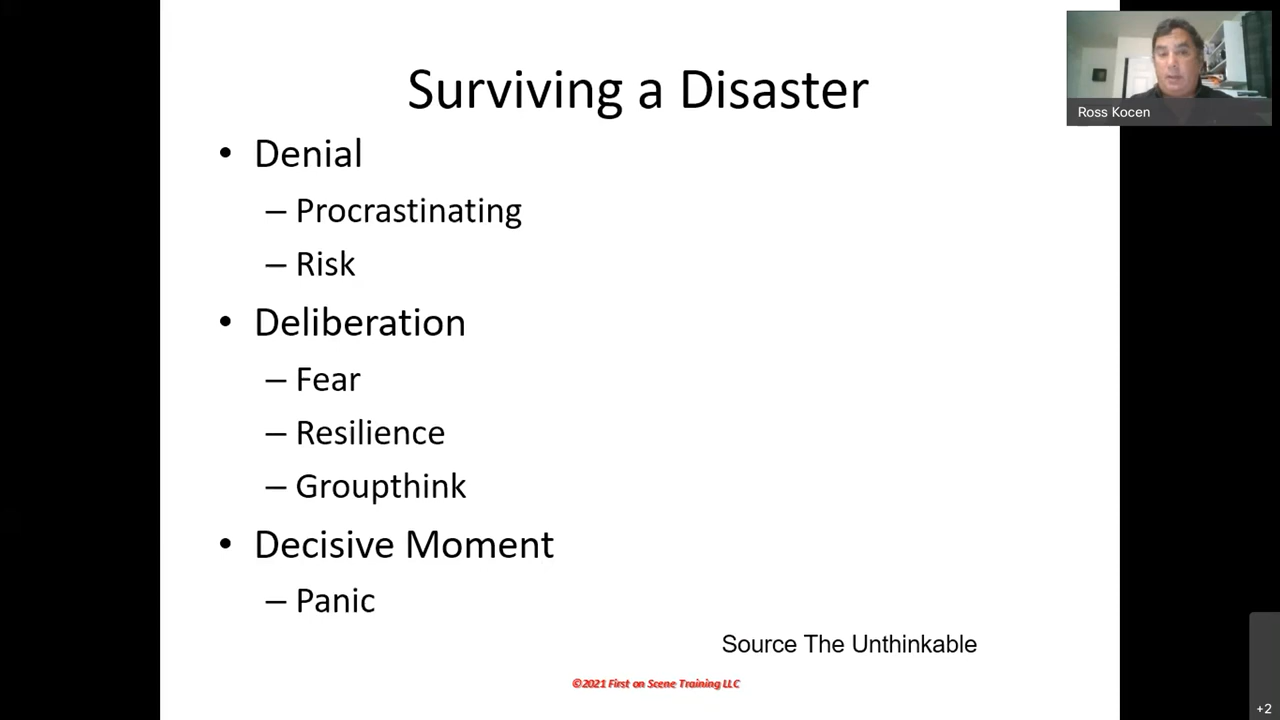 Surviving a Disaster
Ross Kocen
• Denial
– Procrastinating
– Risk
• Deliberation
– Fear
– Resilience
– Groupthink
• Decisive Moment
– Panic
Source The Unthinkable
©2021 First on Scene Training LLC
+2